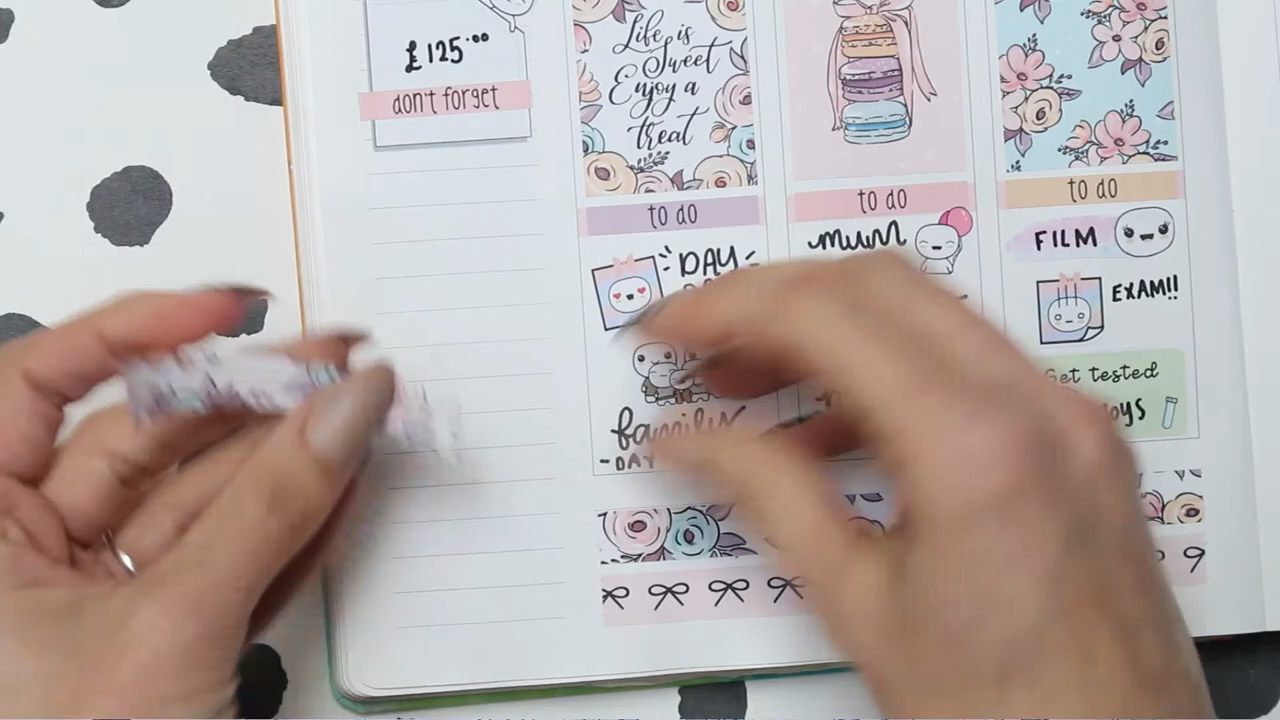 £125.00
don't forget
Life is
Sweet
Enjoy a
treat
to do
DAY
family
-DAY
to do
mum
to do
FILM
EXAM!!
Get tested